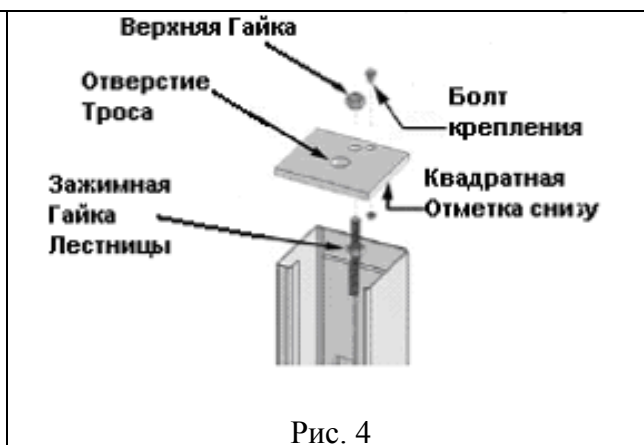 Верхняя Гайка
Отверстие
Троса
Болт
крепления
Зажимная
Гайка
Лестницы
Квадратная
Отметка снизу
Рис. 4